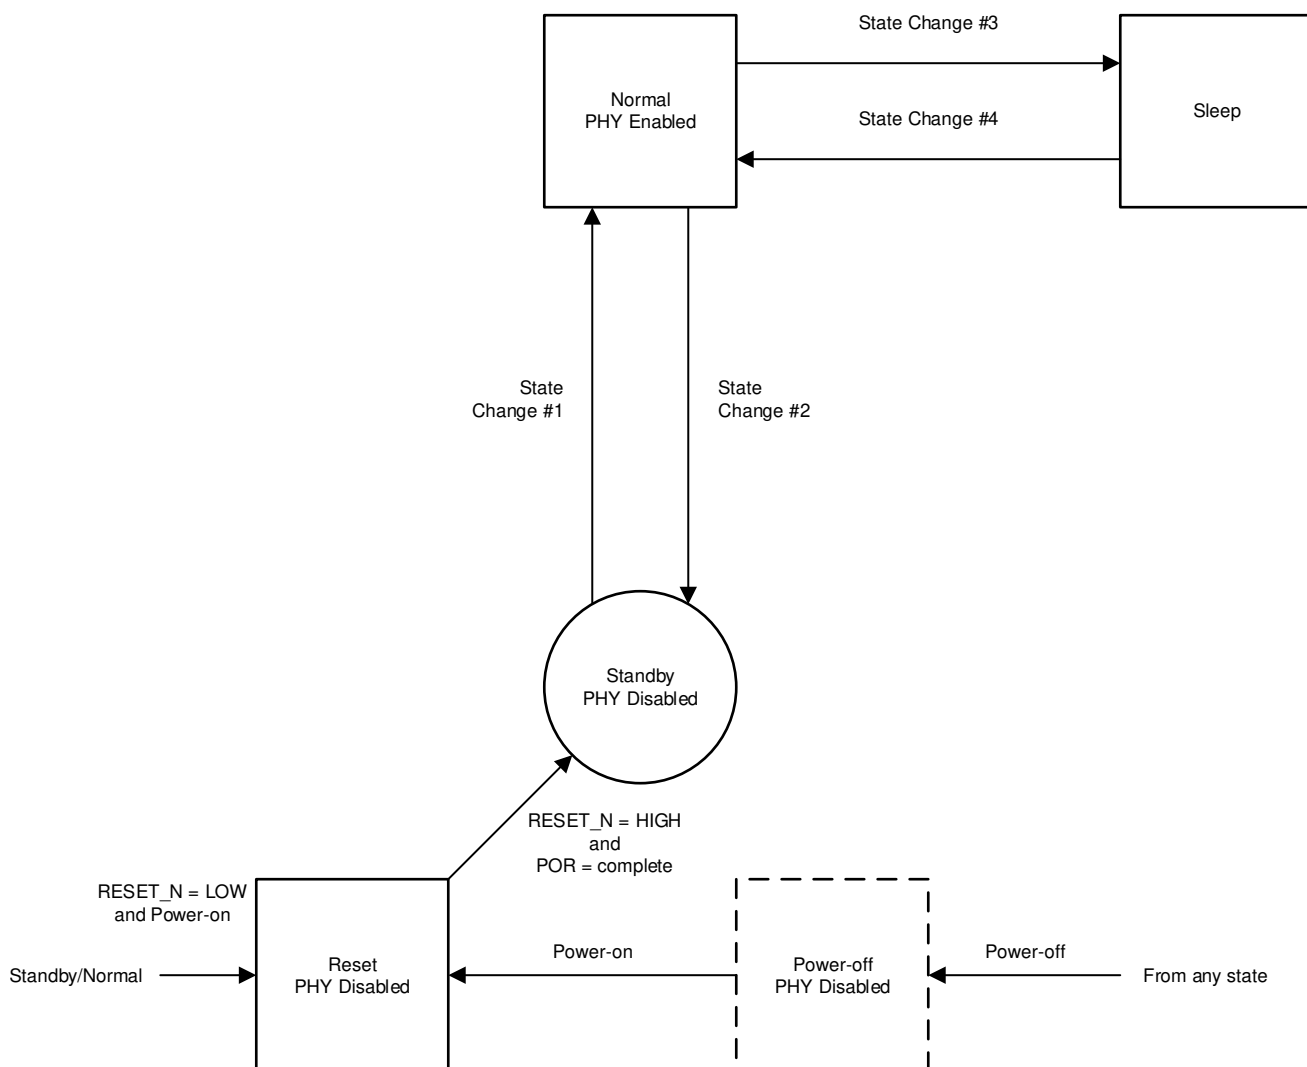 State Change #3
Normal
PHY Enabled
State Change #4
Sleep
State
Change #1
State
Change #2
Standby
PHY Disabled
RESET_N = HIGH
and
POR = complete
RESET_N = LOW
and Power-on
Standby/Normal
Reset
PHY Disabled
Power-on
Power-off
PHY Disabled
Power-off
From any state